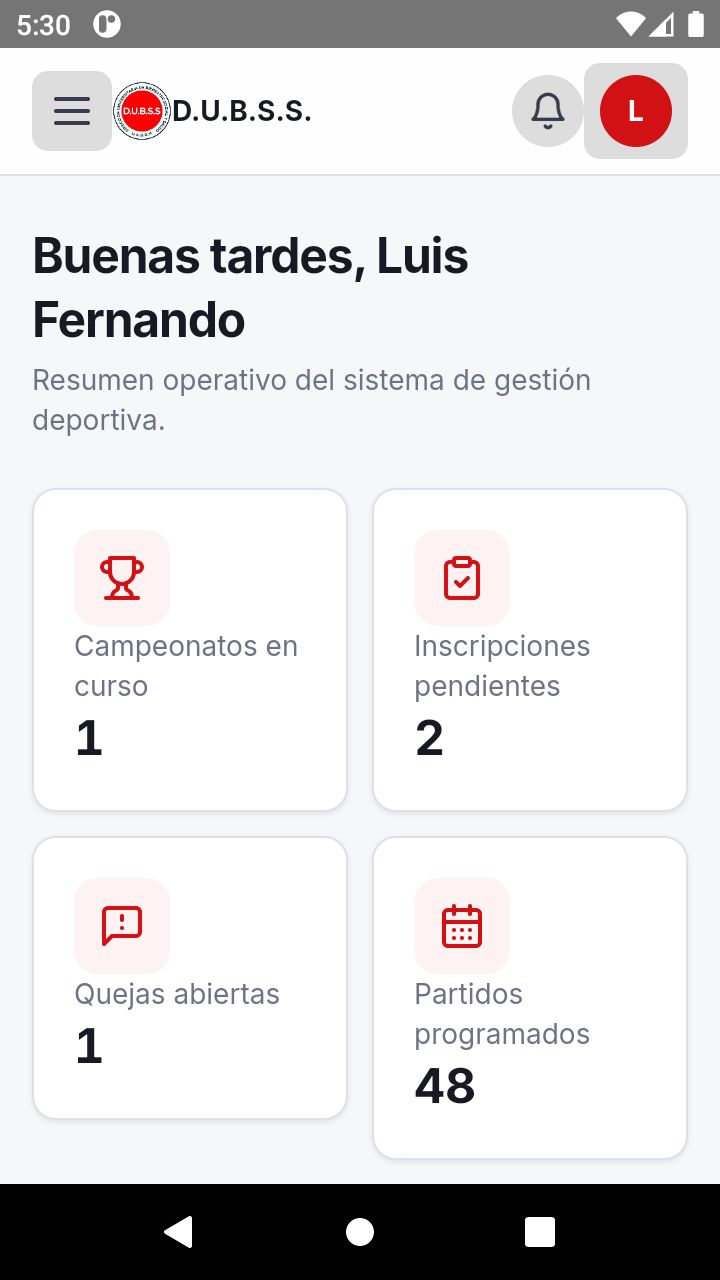 5:30
D.U.B.S.S
D.U.B.S.S.
L
Buenas tardes, Luis
Fernando
Resumen operativo del sistema de gestión
deportiva.
Campeonatos en
curso
1
Inscripciones
pendientes
2
Quejas abiertas
1
Partidos
programados
48